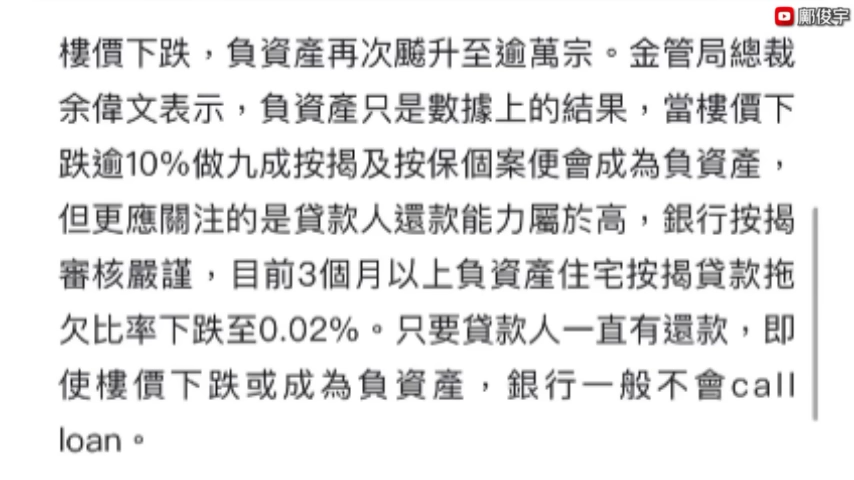 鄺俊宇
樓價下跌，負資產再次飈升至逾萬宗。金管局總裁
余偉文表示，負資產只是數據上的結果，當樓價下
跌逾10%做九成按揭及按保個案便會成為負資產，
但更應關注的是貸款人還款能力屬於高，銀行按揭
審核嚴謹，目前3個月以上負資產住宅按揭貸款拖
欠比率下跌至0.02%。只要貸款人一直有還款，即
使樓價下跌或成為負資產，銀行一般不會call
loan。